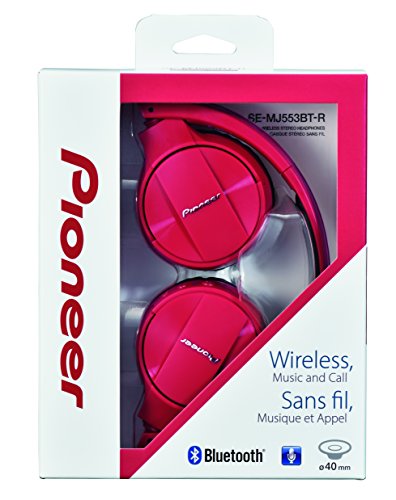 Pioneer
SE-MJ553BT-R
WIRELESS STEREO HEADPHONES
CASQUE STÉRÉO SANS FIL
Pioneer
Pioneer
Wireless,
Music and Call
Sans fil,
Musique et Appel
Bluetooth®
ø40 mm